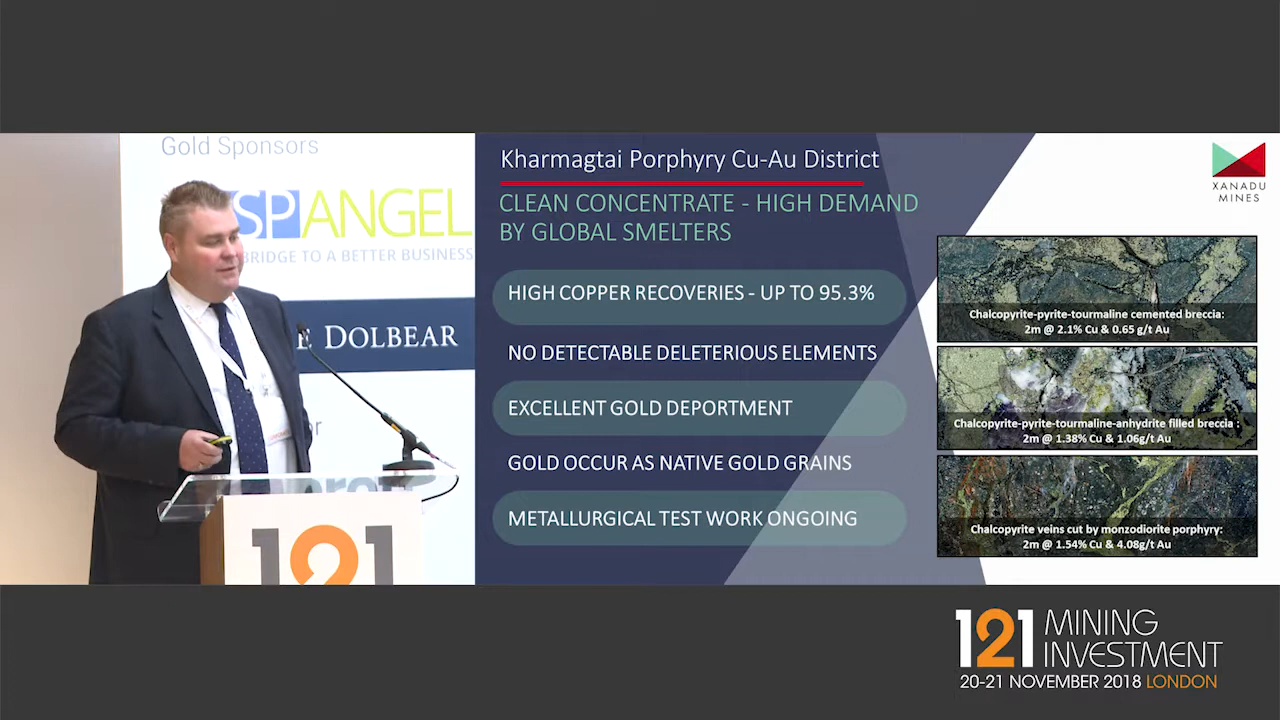 Gold Sponsors
SPANGEL
BRIDGE TO A BETTER BUSINESS
E DOLBEAR
121
Kharmagtai Porphyry Cu-Au District
CLEAN CONCENTRATE - HIGH DEMAND
BY GLOBAL SMELTERS
HIGH COPPER RECOVERIES - UP TO 95.3%
NO DETECTABLE DELETERIOUS ELEMENTS
EXCELLENT GOLD DEPORTMENT
GOLD OCCUR AS NATIVE GOLD GRAINS
METALLURGICAL TEST WORK ONGOING
XANADU
MINES
Chalcopyrite-pyrite-tourmaline cemented breccia:
2m @ 2.1% Cu & 0.65 g/t Au
Chalcopyrite-pyrite-tourmaline-anhydrite filled breccia :
2m @ 1.38% Cu & 1.06g/t Au
Chalcopyrite veins cut by monzodiorite porphyry:
2m @ 1.54% Cu & 4.08g/t Au
121 MINING
INVESTMENT
20-21 NOVEMBER 2018 LONDON